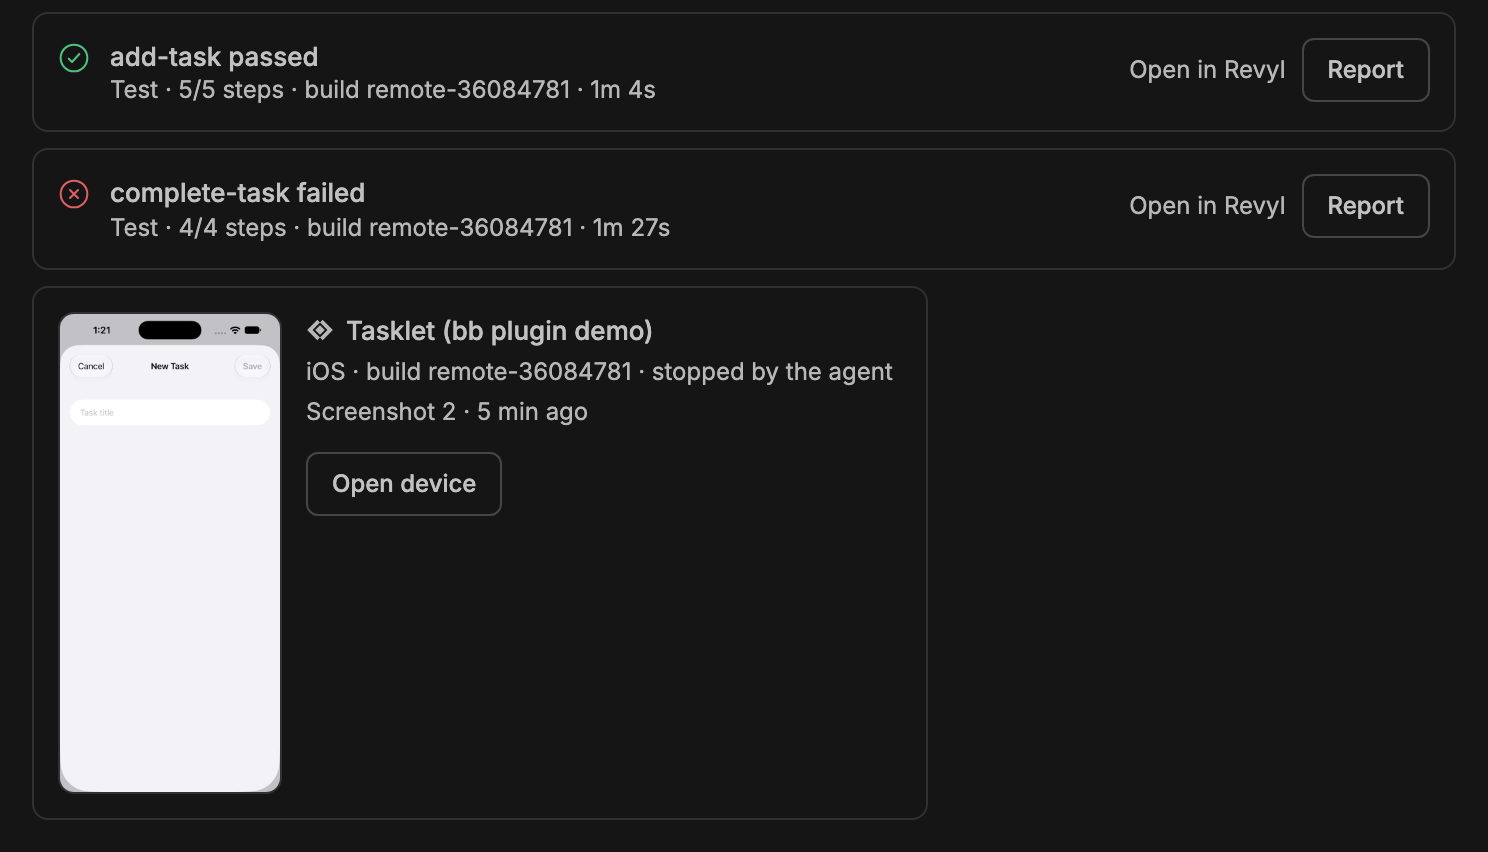 add-task passed
Test · 5/5 steps · build remote-36084781 · 1m 4s
Open in Revyl
Report
complete-task failed
Test · 4/4 steps · build remote-36084781 · 1m 27s
Open in Revyl
Report
1:21
Cancel
New Task
Save
Task title
Tasklet (bb plugin demo)
iOS · build remote-36084781 · stopped by the agent
Screenshot 2 · 5 min ago
Open device